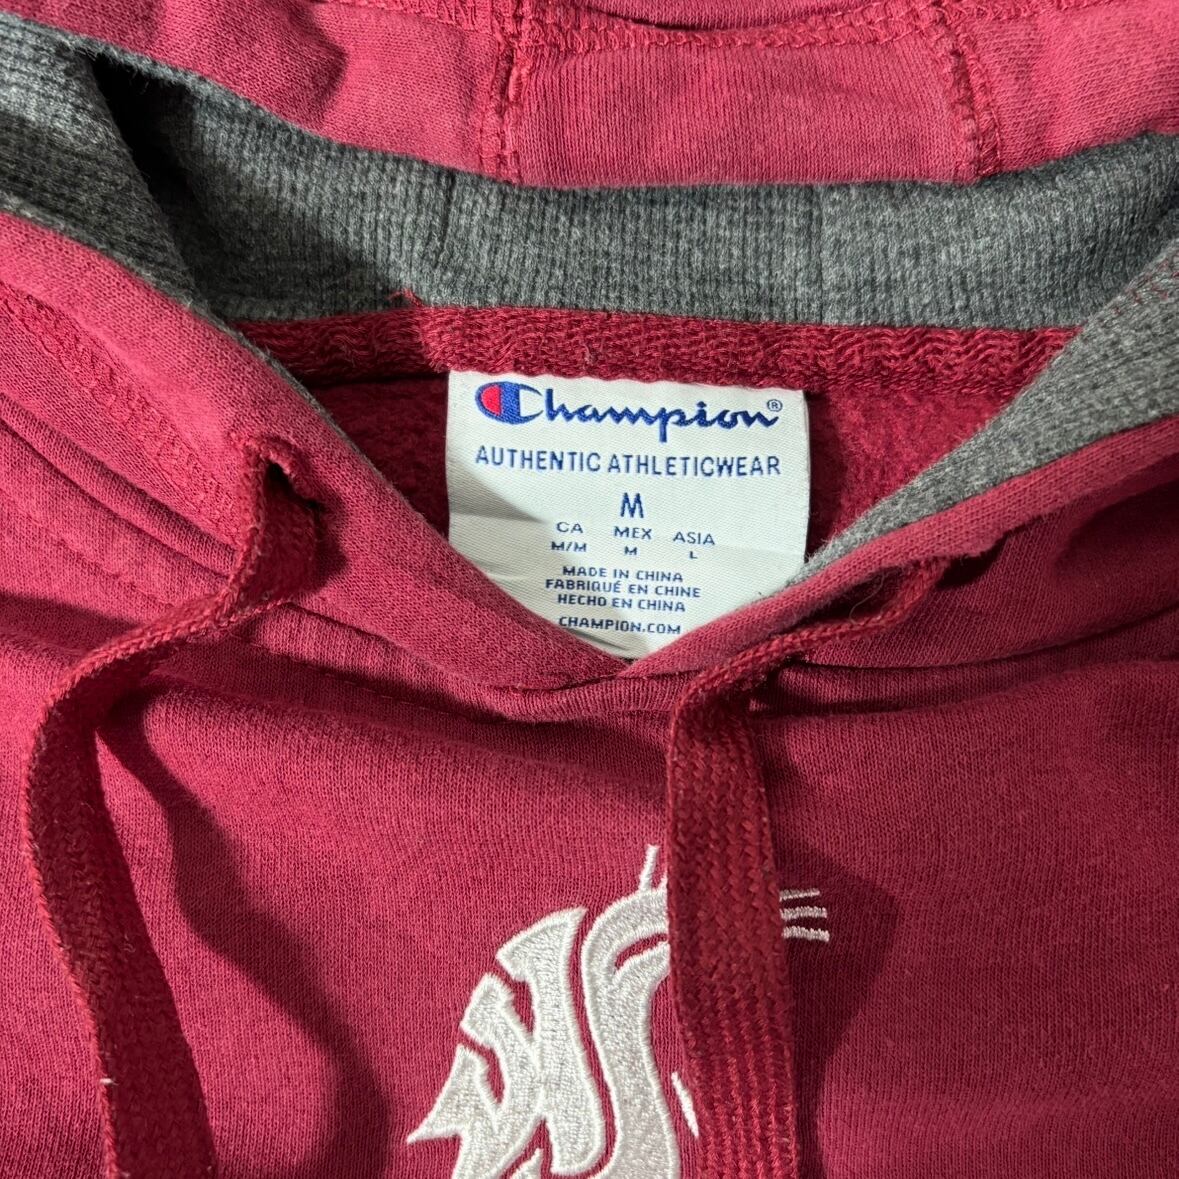 Champion®
AUTHENTIC ATHLETICWEAR
M
CA MEX ASIA
M/M M L
MADE IN CHINA
FABRIQUÉ EN CHINE
HECHO EN CHINA
CHAMPION.COM